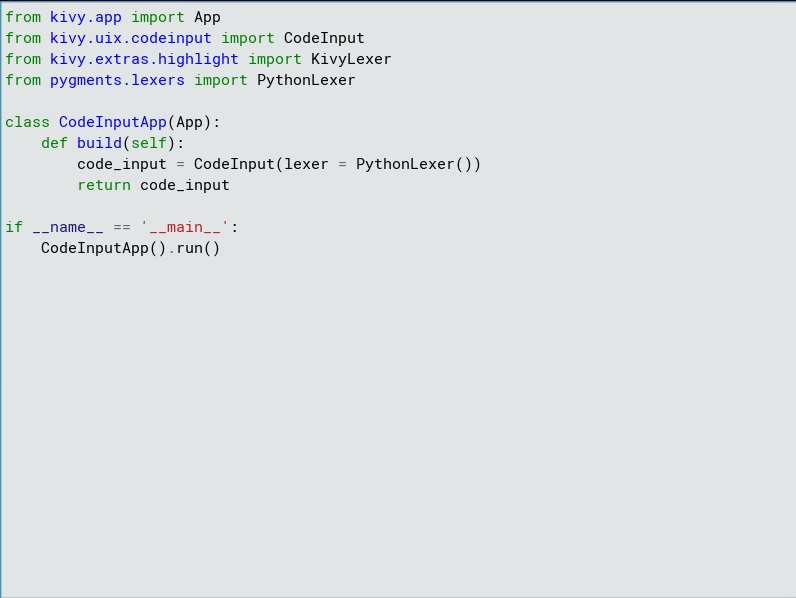 from kivy.app import App
from kivy.uix.codeinput import CodeInput
from kivy.extras.highlight import KivyLexer
from pygments.lexers import PythonLexer

class CodeInputApp(App):
    def build(self):
        code_input = CodeInput(lexer = PythonLexer())
        return code_input

if __name__ == '__main__':
    CodeInputApp().run()